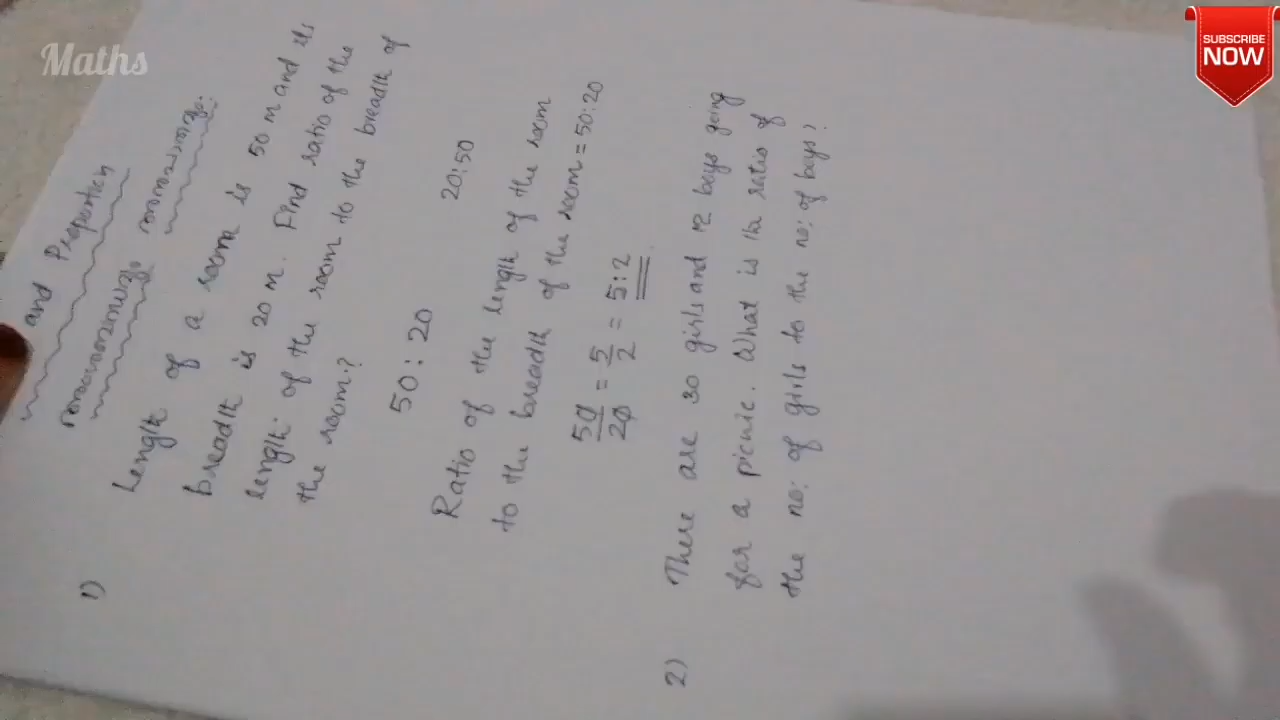 Maths
SUBSCRIBE
NOW
and Proportion
1) Length of a room is 50 m and its
breadth is 20 m. Find ratio of the
length of the room to the breadth of
the room?
50 : 20 20:50
Ratio of the length of the room
to the breadth of the room = 50:20
50/20 = 5/2 = 5:2
2) There are 30 girls and 12 boys going
for a picnic. What is the ratio of
the no: of girls to the no: of boys?